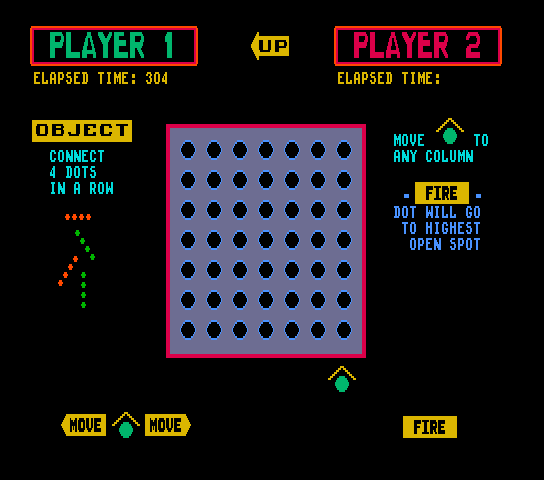 PLAYER 1
UP
PLAYER 2
ELAPSED TIME: 304
ELAPSED TIME:
OBJECT
CONNECT
4 DOTS
IN A ROW
MOVE TO
ANY COLUMN
- FIRE -
DOT WILL GO
TO HIGHEST
OPEN SPOT
MOVE MOVE
FIRE